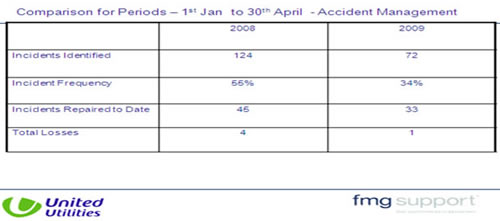 Comparison for Periods – 1st Jan to 30th April - Accident Management
2008 2009
Incidents Identified 124 72
Incident Frequency 55% 34%
Incidents Repaired to Date 45 33
Total Losses 4 1
United
Utilities
fmg support